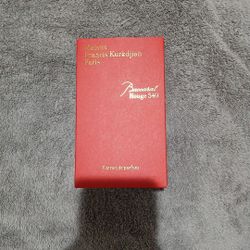 Maison
Francis Kurkdjian
Paris
Baccarat
Rouge 540
Extrait de parfum